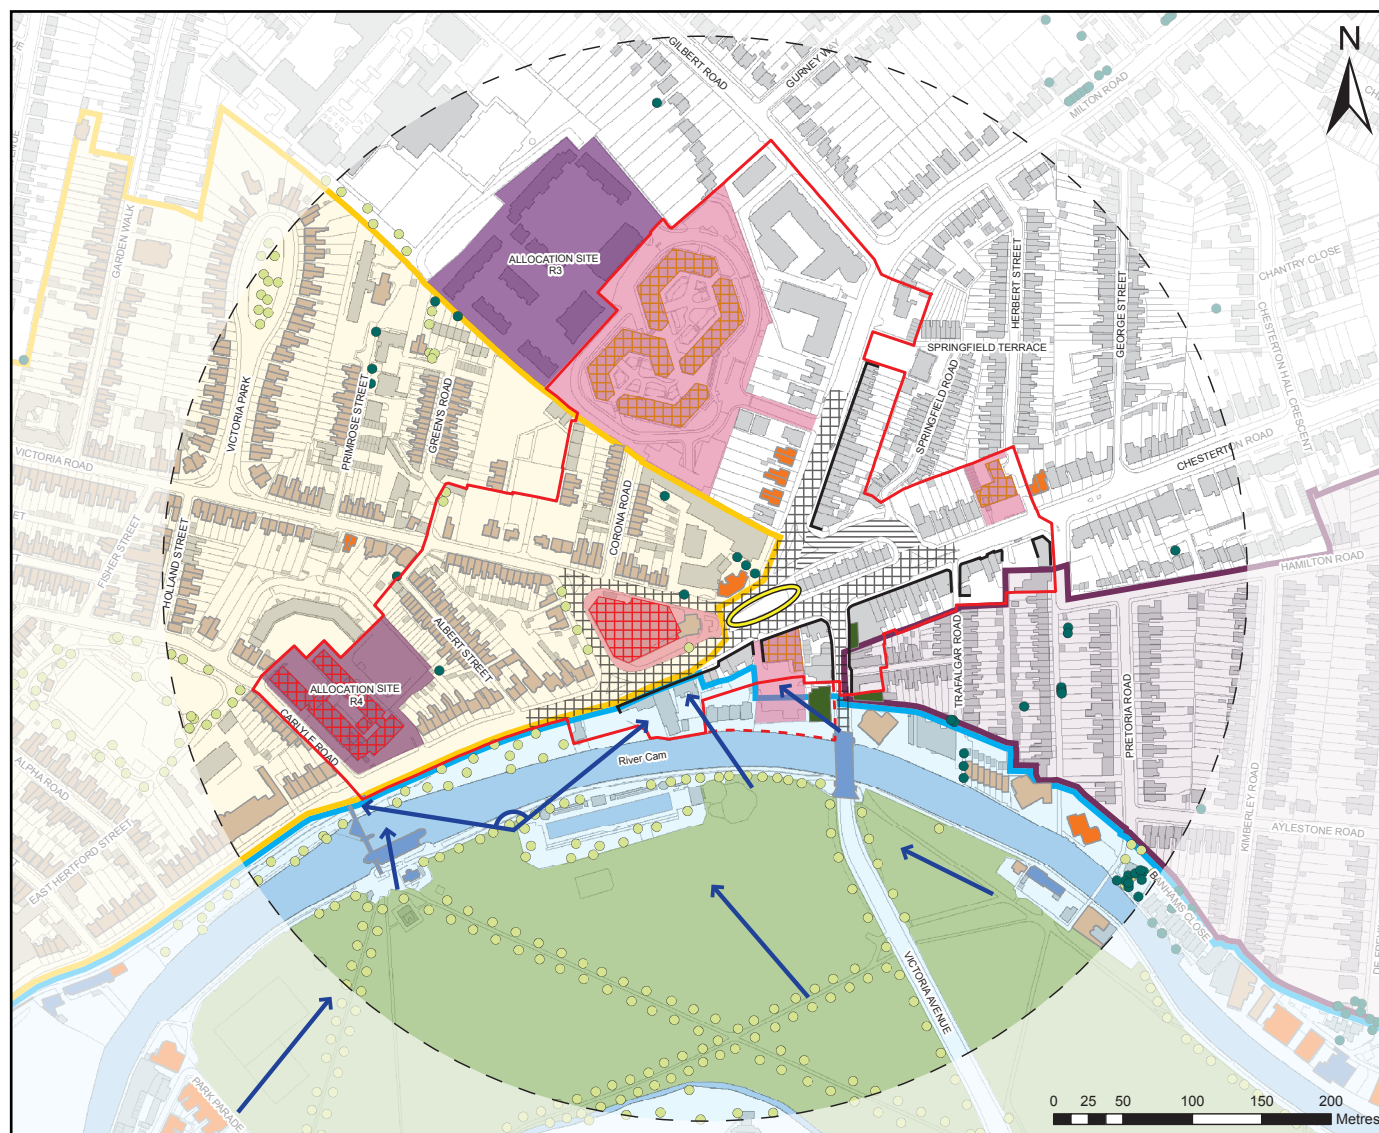 N
GILBERT ROAD
GURNEY WAY
MILTON ROAD
GARDEN WALK
ALLOCATION SITE
R3
HERBERT STREET
GEORGE STREET
CHANTRY CLOSE
CHESTERTON HALL CRESCENT
SPRINGFIELD TERRACE
SPRINGFIELD ROAD
VICTORIA PARK
PRIMROSE STREET
GREEN'S ROAD
VICTORIA ROAD
CHESTERTON ROAD
CORONA ROAD
FISHER STREET
HOLLAND STREET
HAMILTON ROAD
ALBERT STREET
TRAFALGAR ROAD
PRETORIA ROAD
ALLOCATION SITE
R4
CARLYLE ROAD
River Cam
ALPHA ROAD
KIMBERLEY ROAD
AYLESTONE ROAD
EAST HERTFORD STREET
BANHAMS CLOSE
VICTORIA AVENUE
PARK PARADE
0 25 50 100 150 200
Metres